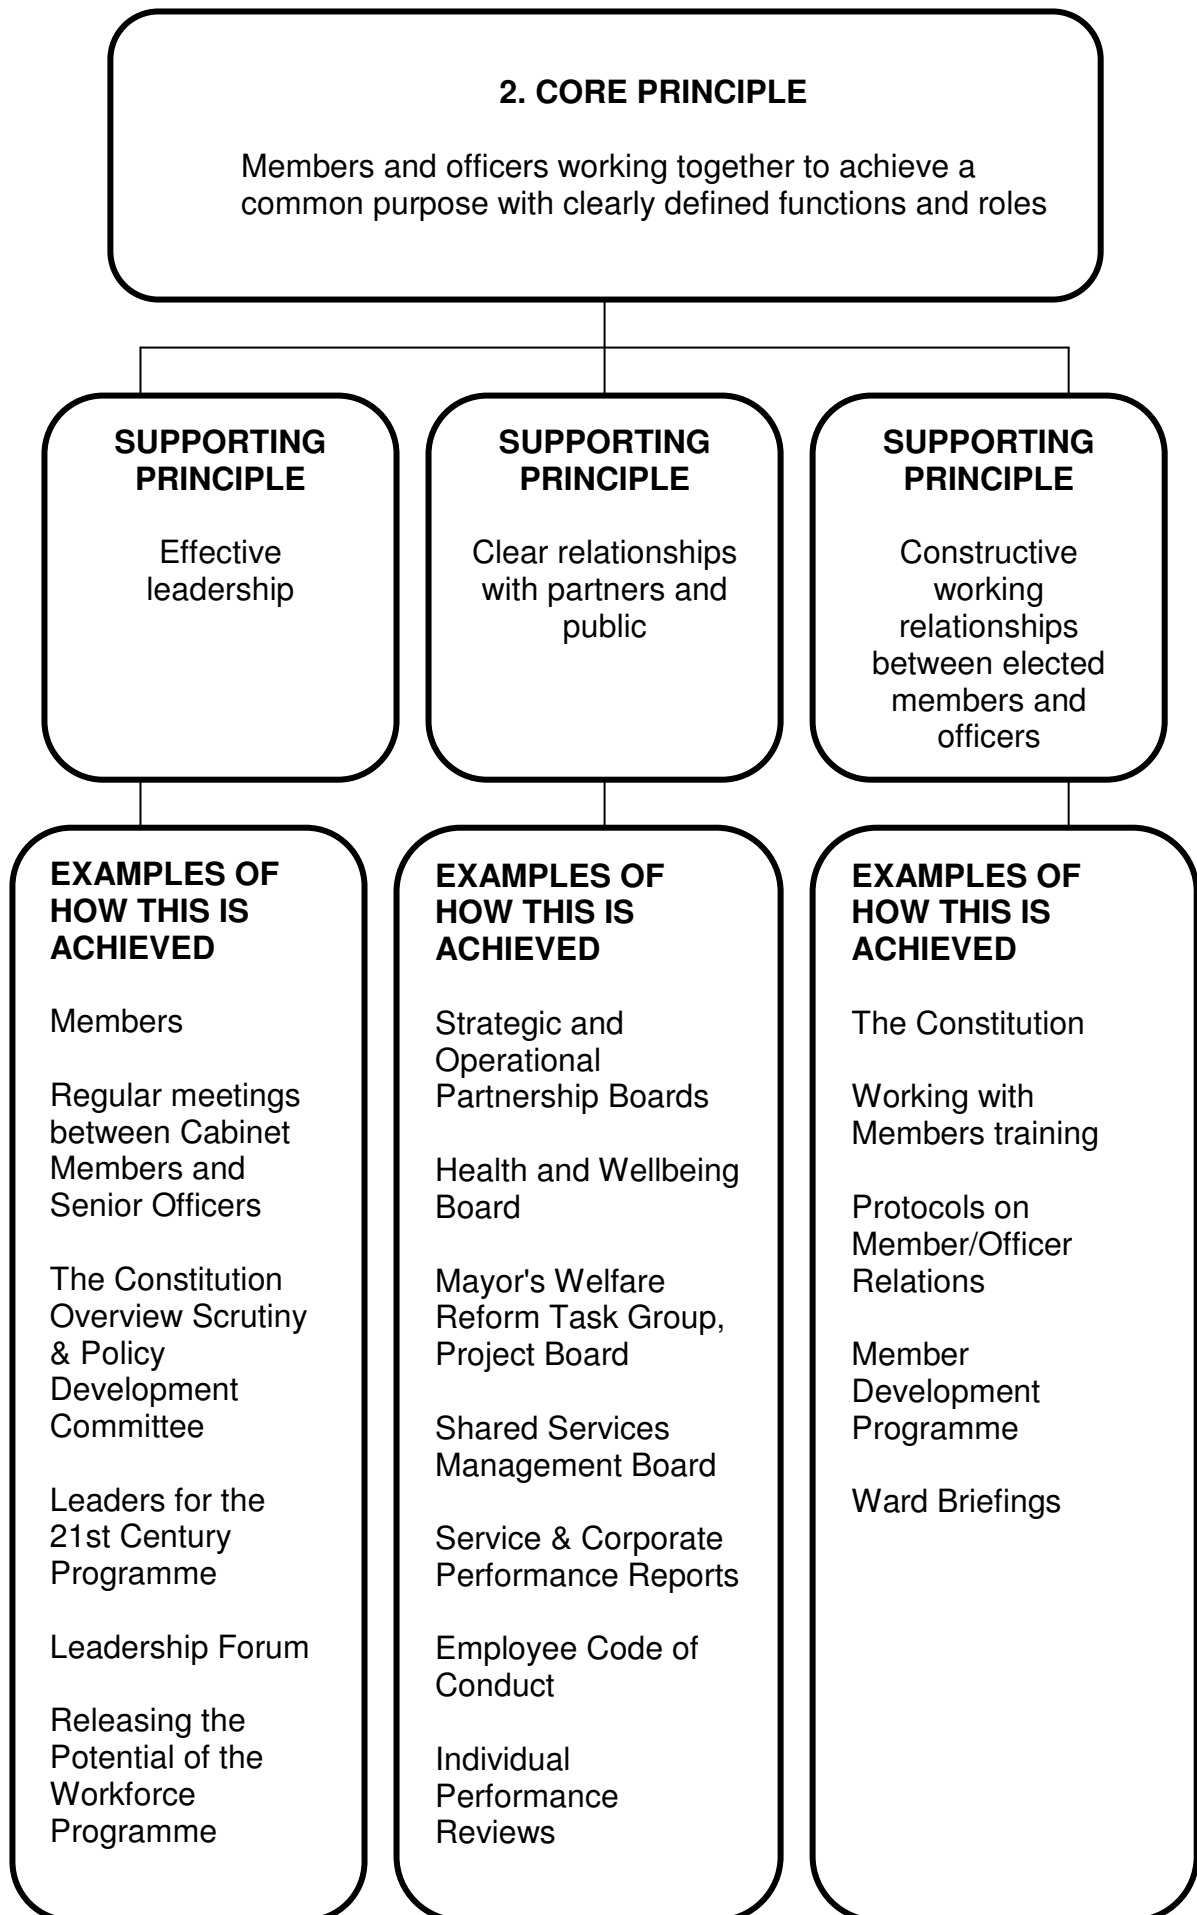 2. CORE PRINCIPLE
Members and officers working together to achieve a
common purpose with clearly defined functions and roles
SUPPORTING
PRINCIPLE
Effective
leadership
SUPPORTING
PRINCIPLE
Clear relationships
with partners and
public
SUPPORTING
PRINCIPLE
Constructive
working
relationships
between elected
members and
officers
EXAMPLES OF
HOW THIS IS
ACHIEVED
Members
Regular meetings
between Cabinet
Members and
Senior Officers
The Constitution
Overview Scrutiny
& Policy
Development
Committee
Leaders for the
21st Century
Programme
Leadership Forum
Releasing the
Potential of the
Workforce
Programme
EXAMPLES OF
HOW THIS IS
ACHIEVED
Strategic and
Operational
Partnership Boards
Health and Wellbeing
Board
Mayor's Welfare
Reform Task Group,
Project Board
Shared Services
Management Board
Service & Corporate
Performance Reports
Employee Code of
Conduct
Individual
Performance
Reviews
EXAMPLES OF
HOW THIS IS
ACHIEVED
The Constitution
Working with
Members training
Protocols on
Member/Officer
Relations
Member
Development
Programme
Ward Briefings